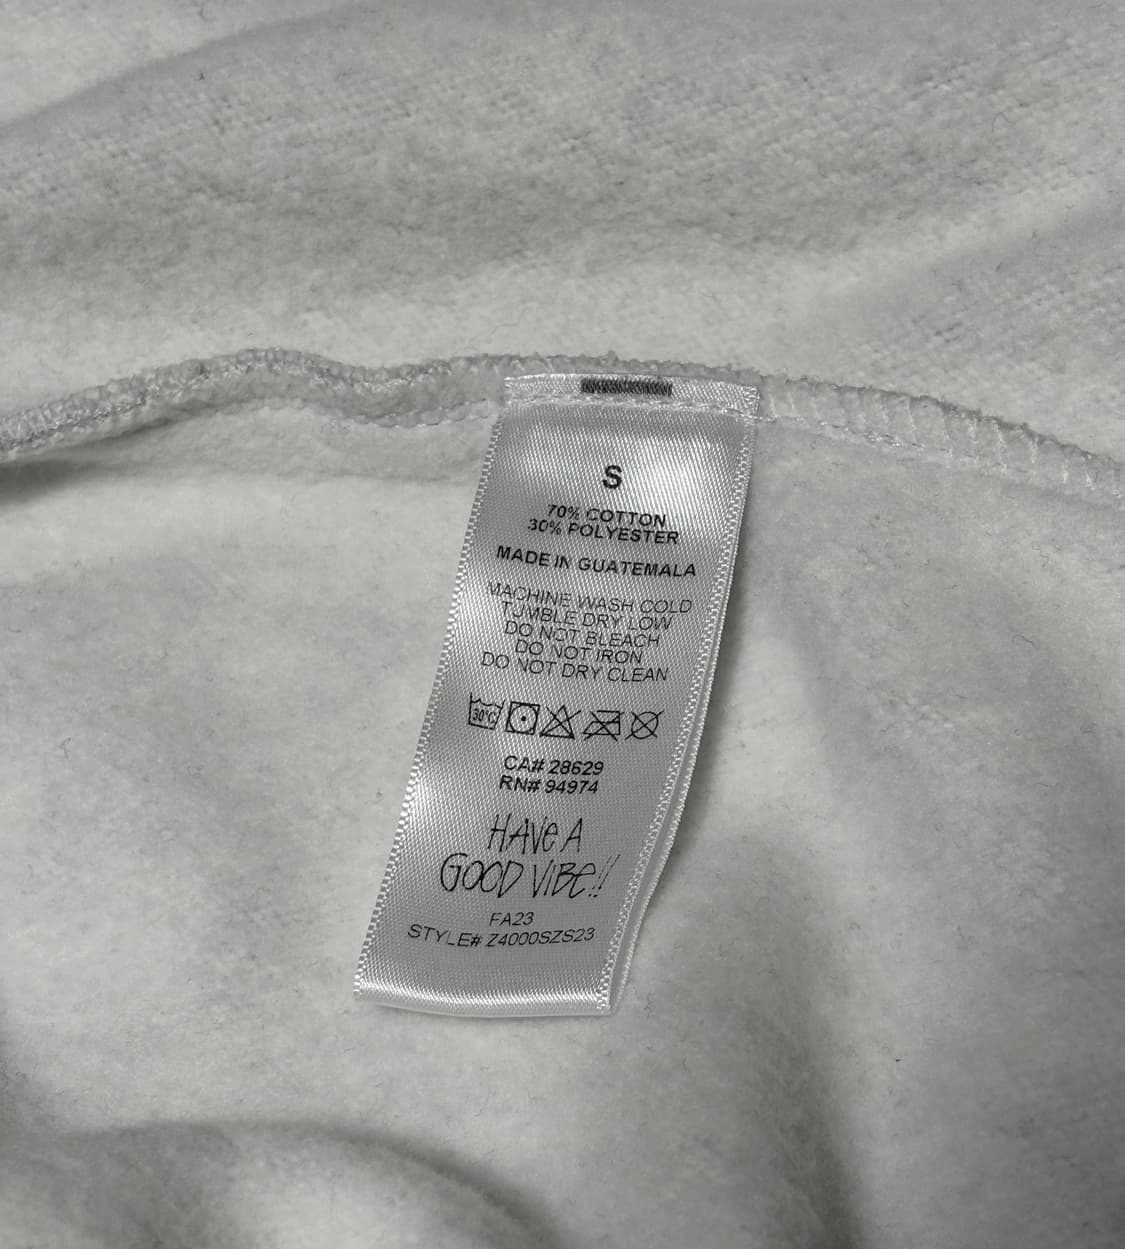 S
70% COTTON
30% POLYESTER
MADE IN GUATEMALA
MACHINE WASH COLD
TUMBLE DRY LOW
DO NOT BLEACH
DO NOT IRON
DO NOT DRY CLEAN
30°C
CA# 28629
RN# 94974
HAVE A
GOOD VIBE!!
FA23
STYLE# Z4000SZS23